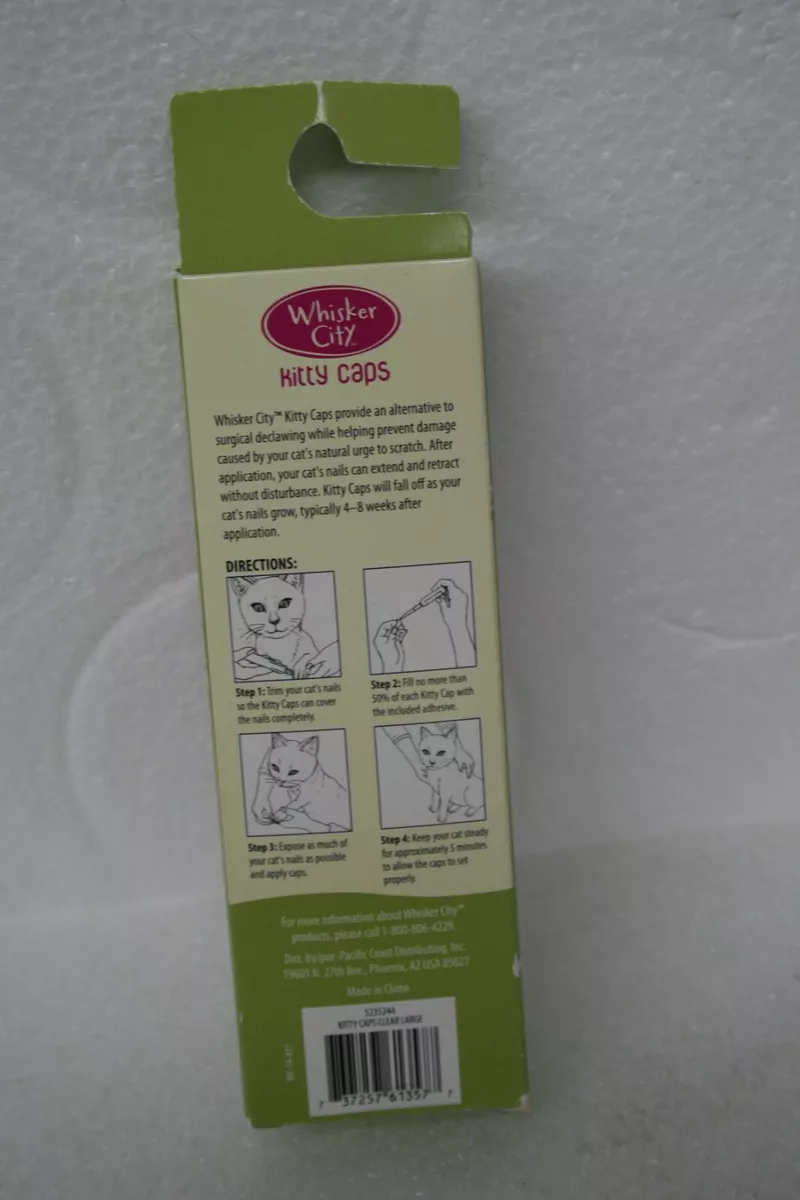 Whisker
City™
Kitty Caps
Whisker City™ Kitty Caps provide an alternative to
surgical declawing while helping prevent damage
caused by your cat's natural urge to scratch. After
application, your cat's nails can extend and retract
without disturbance. Kitty Caps will fall off as your
cat's nails grow, typically 4–8 weeks after
application.
DIRECTIONS:
Step 1: Trim your cat's nails
so the Kitty Caps can cover
the nails completely.
Step 2: Fill no more than
50% of each Kitty Cap with
the included adhesive.
Step 3: Expose as much of
your cat's nails as possible
and apply caps.
Step 4: Keep your cat steady
for approximately 5 minutes
to allow the caps to set
properly.
For more information about Whisker City™
products, please call 1-800-806-4229.
Dist. by/par. Pacific Coast Distributing, Inc.
19601 N. 27th Ave., Phoenix, AZ USA 85027
Made in China
5235244
KITTY CAPS CLEAR LARGE
7 37257 61357 7